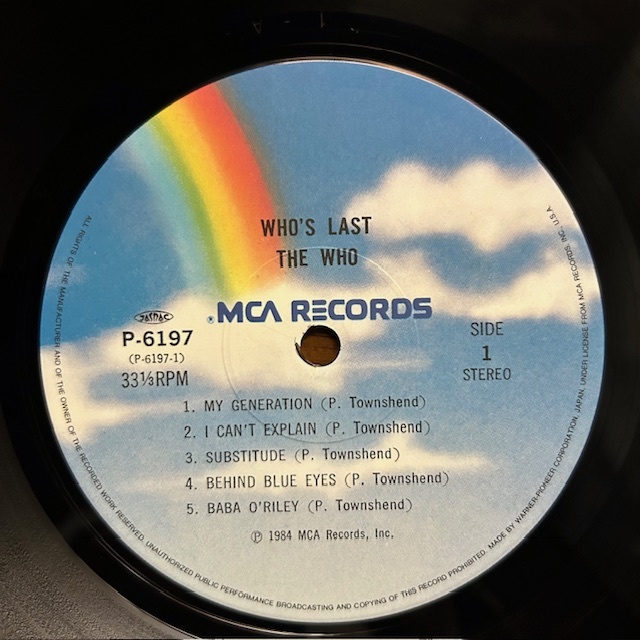 WHO'S LAST
THE WHO
MCA RECORDS
JASRAC
P-6197
(P-6197-1)
33⅓RPM
SIDE
1
STEREO
1. MY GENERATION (P. Townshend)
2. I CAN'T EXPLAIN (P. Townshend)
3. SUBSTITUDE (P. Townshend)
4. BEHIND BLUE EYES (P. Townshend)
5. BABA O'RILEY (P. Townshend)
℗ 1984 MCA Records, Inc.
ALL RIGHTS OF THE MANUFACTURER AND OF THE OWNER OF THE RECORDED WORK RESERVED. UNAUTHORIZED PUBLIC PERFORMANCE BROADCASTING AND COPYING OF THIS RECORD PROHIBITED. MADE BY WARNER-PIONEER CORPORATION, JAPAN, UNDER LICENSE FROM MCA RECORDS INC. U.S.A.